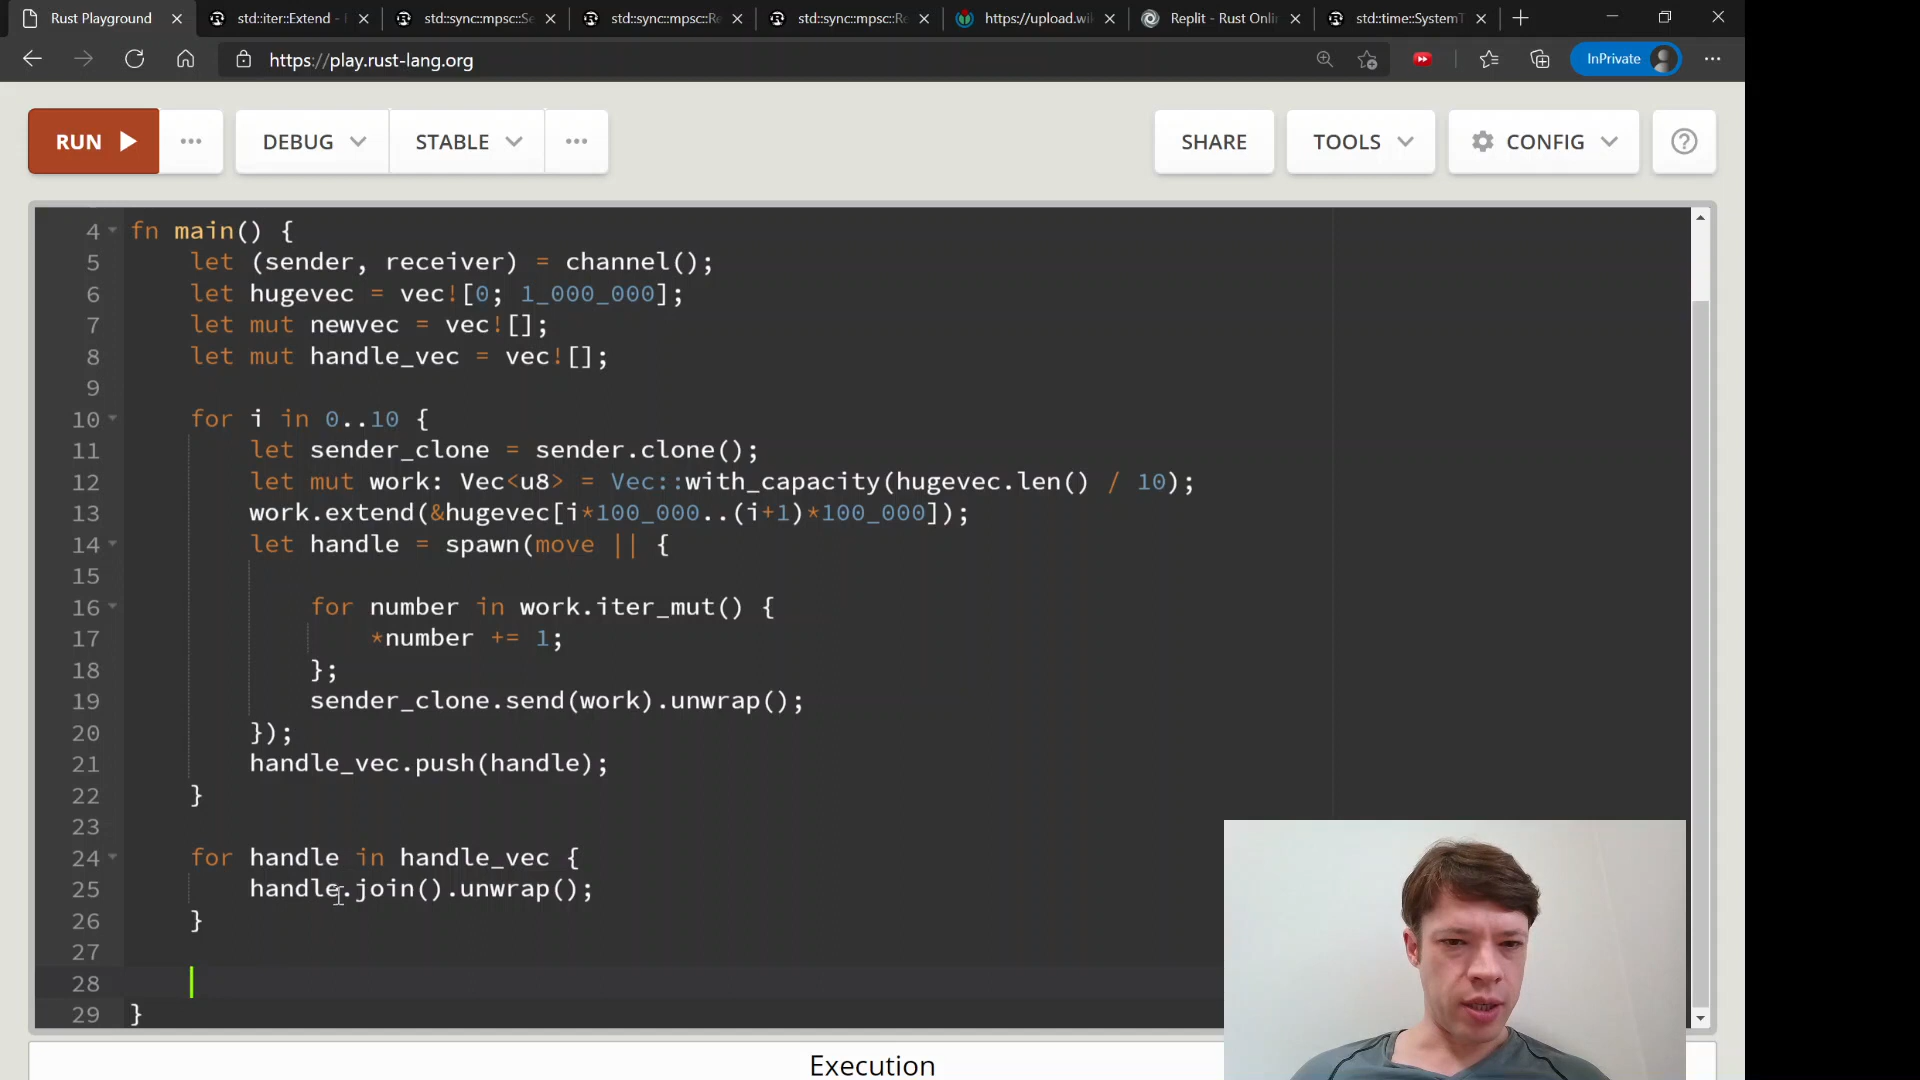 Rust Playground
std::iter::Extend -
std::sync::mpsc::Se
std::sync::mpsc::Re
std::sync::mpsc::Re
https://upload.wi
Replit - Rust Onli
std::time::SystemT
https://play.rust-lang.org
InPrivate
RUN
DEBUG
STABLE
SHARE
TOOLS
CONFIG
4 fn main() {
5 let (sender, receiver) = channel();
6 let hugevec = vec![0; 1_000_000];
7 let mut newvec = vec![];
8 let mut handle_vec = vec![];
9
10 for i in 0..10 {
11 let sender_clone = sender.clone();
12 let mut work: Vec<u8> = Vec::with_capacity(hugevec.len() / 10);
13 work.extend(&hugevec[i*100_000..(i+1)*100_000]);
14 let handle = spawn(move || {
15
16 for number in work.iter_mut() {
17 *number += 1;
18 };
19 sender_clone.send(work).unwrap();
20 });
21 handle_vec.push(handle);
22 }
23
24 for handle in handle_vec {
25 handle.join().unwrap();
26 }
27
28
29 }
Execution